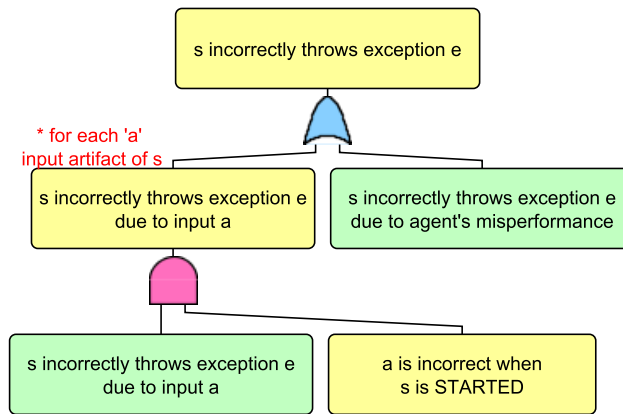 s incorrectly throws exception e
* for each 'a'
input artifact of s
s incorrectly throws exception e
due to input a
s incorrectly throws exception e
due to agent's misperformance
s incorrectly throws exception e
due to input a
a is incorrect when
s is STARTED